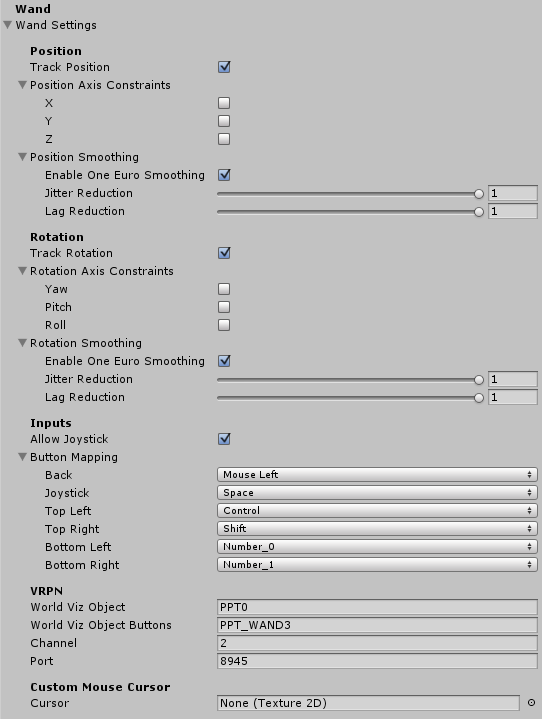 Wand
Wand Settings
Position
Track Position
Position Axis Constraints
X
Y
Z
Position Smoothing
Enable One Euro Smoothing
Jitter Reduction 1
Lag Reduction 1
Rotation
Track Rotation
Rotation Axis Constraints
Yaw
Pitch
Roll
Rotation Smoothing
Enable One Euro Smoothing
Jitter Reduction 1
Lag Reduction 1
Inputs
Allow Joystick
Button Mapping
Back Mouse Left
Joystick Space
Top Left Control
Top Right Shift
Bottom Left Number_0
Bottom Right Number_1
VRPN
World Viz Object PPT0
World Viz Object Buttons PPT_WAND3
Channel 2
Port 8945
Custom Mouse Cursor
Cursor None (Texture 2D)